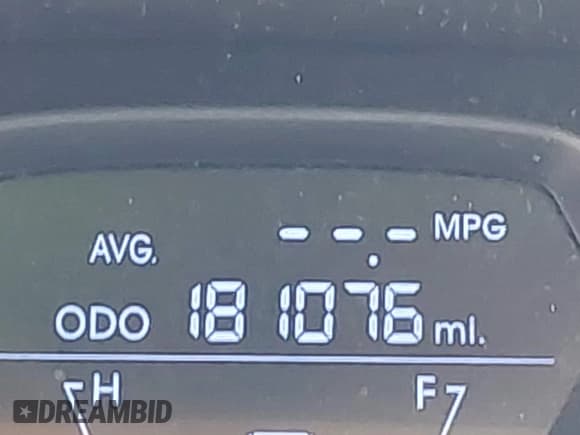 AVG. --.- MPG
ODO 181076 mi.
H F
DREAMBID